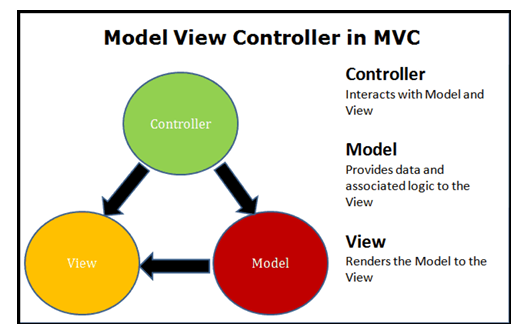 Model View Controller in MVC
Controller
Interacts with Model and
View
Model
Provides data and
associated logic to the
View
View
Renders the Model to the
View
Controller
View
Model